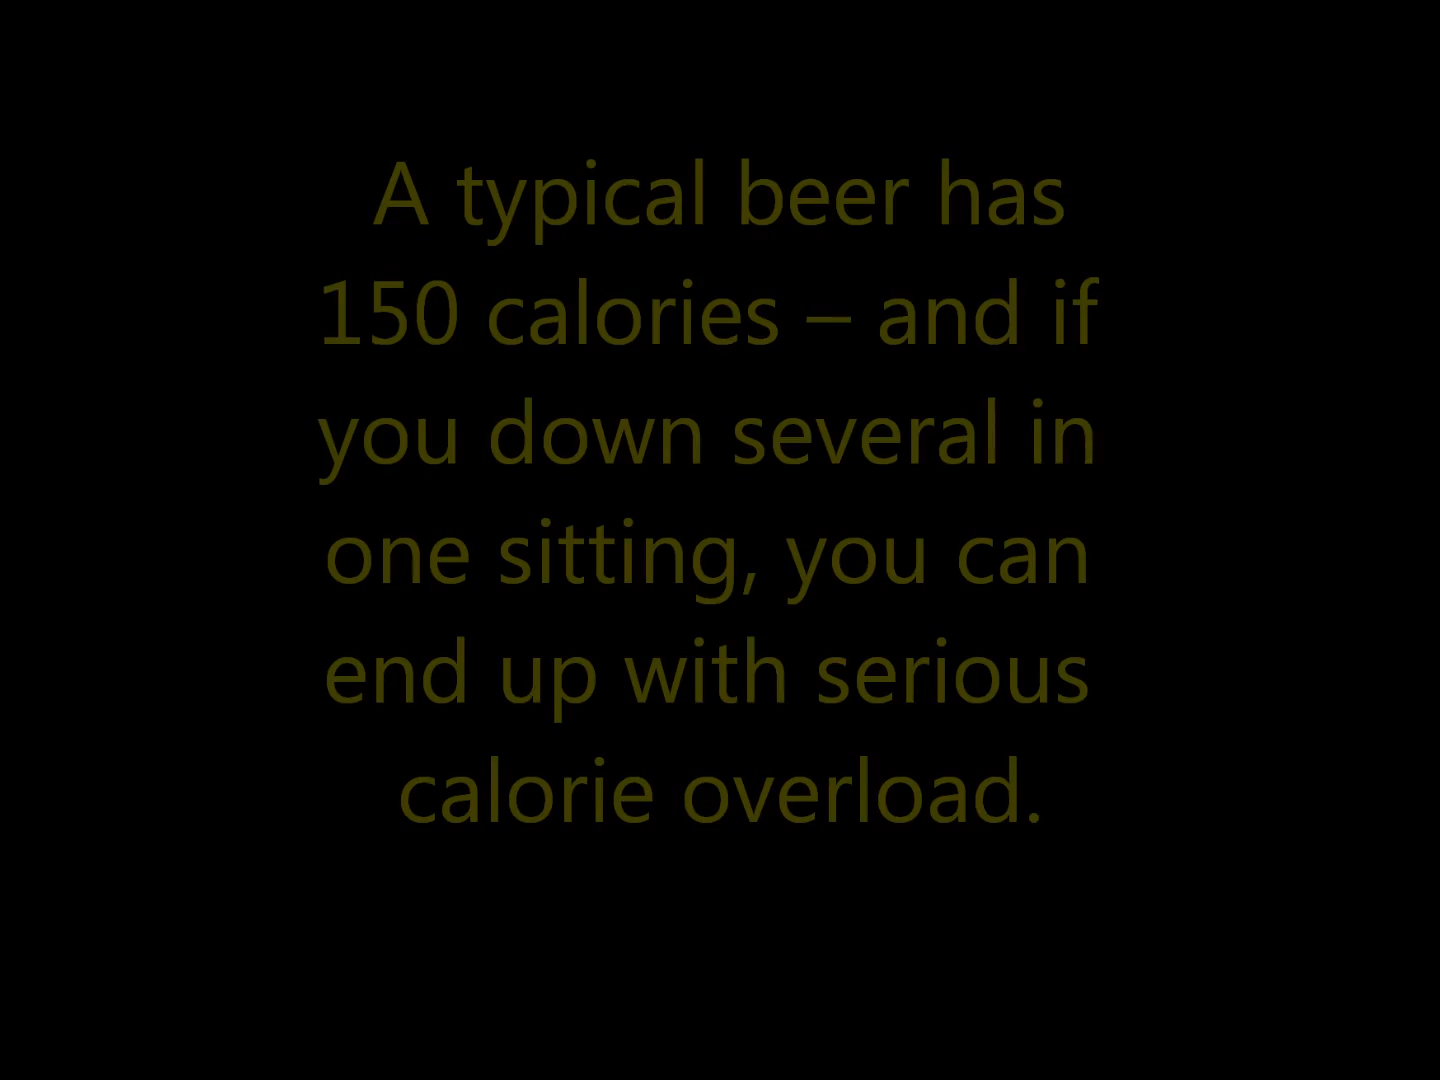 A typical beer has
150 calories – and if
you down several in
one sitting, you can
end up with serious
calorie overload.